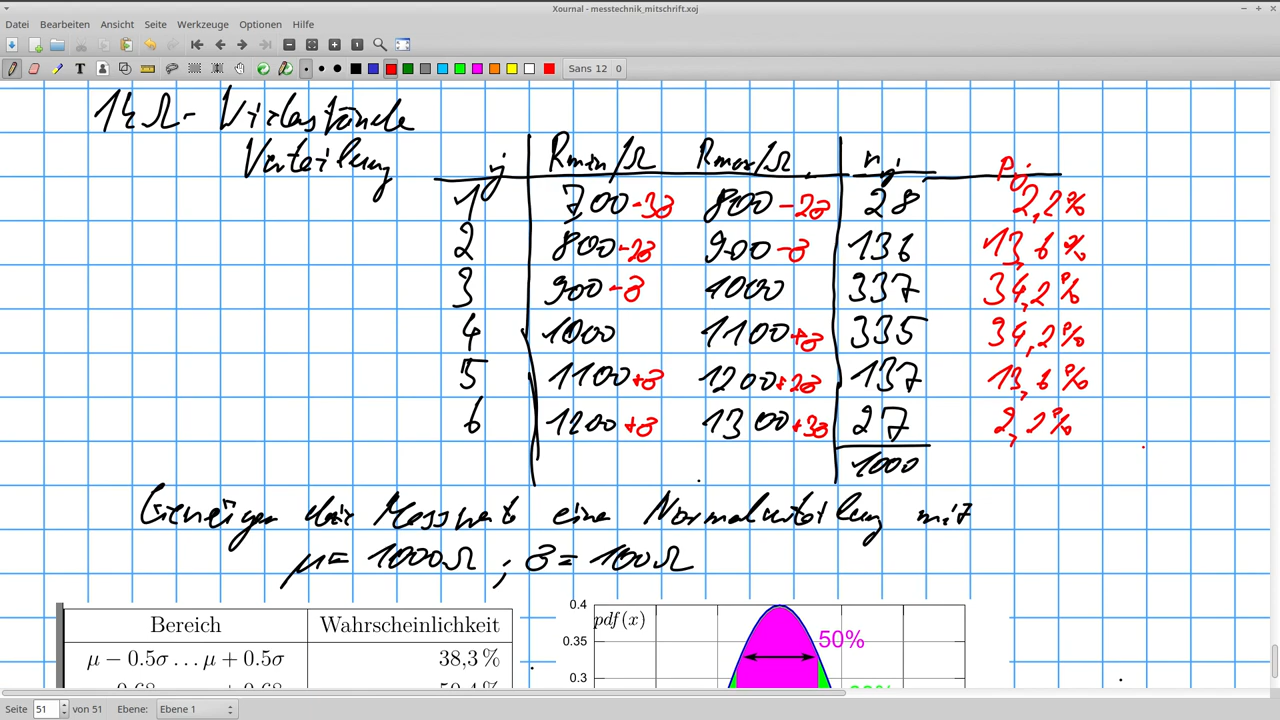 Xournal - messtechnik_mitschrift.xoj
Datei Bearbeiten Ansicht Seite Werkzeuge Optionen Hilfe
Sans 12 0
1kΩ- Widerstände
Verteilung
j Rmin/Ω Rmax/Ω nj Pj
1 700 -3σ 800 -2σ 28 2,2%
2 800 -2σ 900 -σ 136 13,6%
3 900 -σ 1000 337 34,2%
4 1000 1100 +σ 335 34,2%
5 1100 +σ 1200 +2σ 137 13,6%
6 1200 +σ 1300 +3σ 27 2,2%
1000
Genügen die Messwerte eine Normalverteilung mit
μ = 1000Ω ; σ = 100Ω
Bereich Wahrscheinlichkeit
μ − 0.5σ … μ + 0.5σ 38,3 %
0.4
pdf(x)
0.35
50%
0.3
Seite 51 von 51 Ebene: Ebene 1